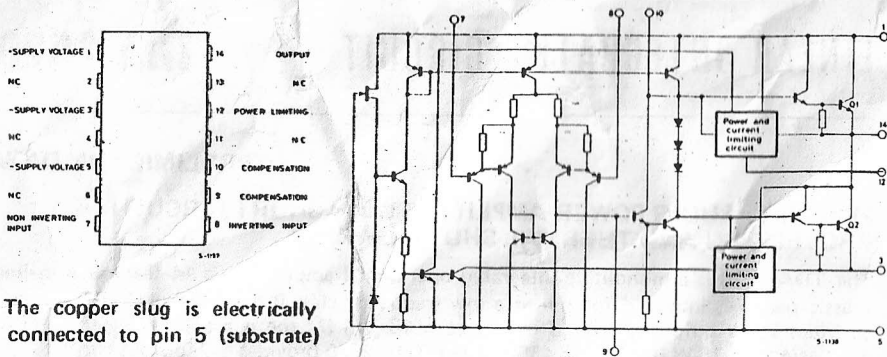 -SUPPLY VOLTAGE 1
NC 2
-SUPPLY VOLTAGE 3
NC 4
-SUPPLY VOLTAGE 5
NC 6
NON INVERTING INPUT 7
14 OUTPUT
13 NC
12 POWER LIMITING
11 NC
10 COMPENSATION
9 COMPENSATION
8 INVERTING INPUT
S-1137
The copper slug is electrically
connected to pin 5 (substrate)
7
8
10
Q1
Power and
current
limiting
circuit
14
12
Q2
Power and
current
limiting
circuit
3
9
S-1138
5